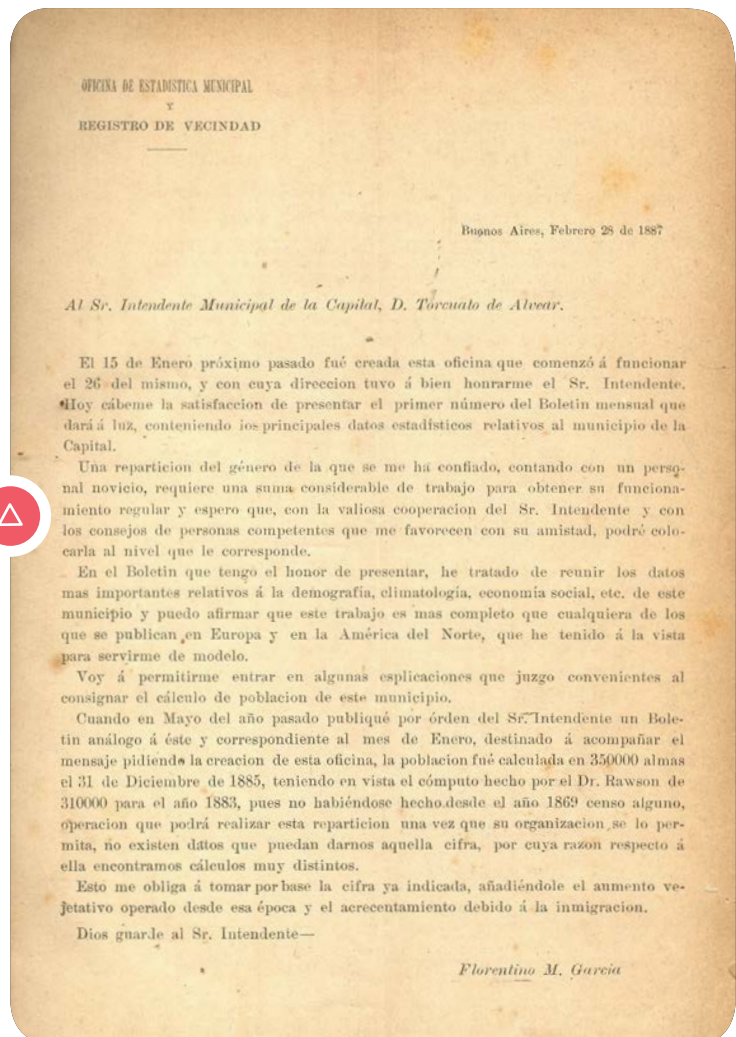 OFICINA DE ESTADISTICA MUNICIPAL
Y
REGISTRO DE VECINDAD
Buenos Aires, Febrero 28 de 1887
Al Sr. Intendente Municipal de la Capital, D. Torcuato de Alvear.
El 15 de Enero próximo pasado fué creada esta oficina que comenzó á funcionar
el 26 del mismo, y con cuya direccion tuvo á bien honrarme el Sr. Intendente.
Hoy cábeme la satisfaccion de presentar el primer número del Boletin mensual que
dará á luz, conteniendo los principales datos estadísticos relativos al municipio de la
Capital.
Una reparticion del género de la que se me ha confiado, contando con un perso-
nal novicio, requiere una suma considerable de trabajo para obtener su funciona-
miento regular y espero que, con la valiosa cooperacion del Sr. Intendente y con
los consejos de personas competentes que me favorecen con su amistad, podré colo-
carla al nivel que le corresponde.
En el Boletin que tengo el honor de presentar, he tratado de reunir los datos
mas importantes relativos á la demografía, climatología, economía social, etc. de este
municipio y puedo afirmar que este trabajo es mas completo que cualquiera de los
que se publican en Europa y en la América del Norte, que he tenido á la vista
para servirme de modelo.
Voy á permitirme entrar en algunas esplicaciones que juzgo convenientes al
consignar el cálculo de poblacion de este municipio.
Cuando en Mayo del año pasado publiqué por órden del Sr. Intendente un Bole-
tin análogo á éste y correspondiente al mes de Enero, destinado á acompañar el
mensaje pidiendo la creacion de esta oficina, la poblacion fué calculada en 350000 almas
el 31 de Diciembre de 1885, teniendo en vista el cómputo hecho por el Dr. Rawson de
310000 para el año 1883, pues no habiéndose hecho desde el año 1869 censo alguno,
operacion que podrá realizar esta reparticion una vez que su organizacion se lo per-
mita, no existen datos que puedan darnos aquella cifra, por cuya razon respecto á
ella encontramos cálculos muy distintos.
Esto me obliga á tomar por base la cifra ya indicada, añadiéndole el aumento ve-
jetativo operado desde esa época y el acrecentamiento debido á la inmigracion.
Dios guarde al Sr. Intendente—
Florentino M. Garcia